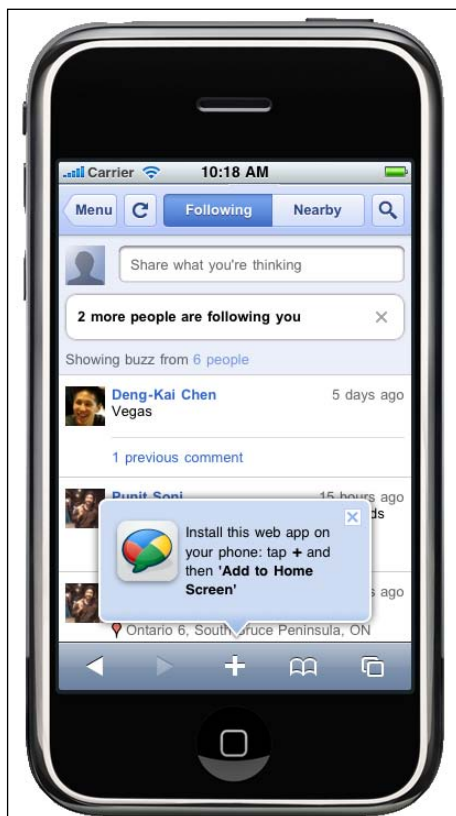 Carrier 10:18 AM
Menu Following Nearby
Share what you're thinking
2 more people are following you
Showing buzz from 6 people
Deng-Kai Chen 5 days ago
Vegas
1 previous comment
Punit Soni 15 hours ago
ds
Install this web app on
your phone: tap + and
then 'Add to Home
Screen'
s ago
Ontario 6, South Bruce Peninsula, ON